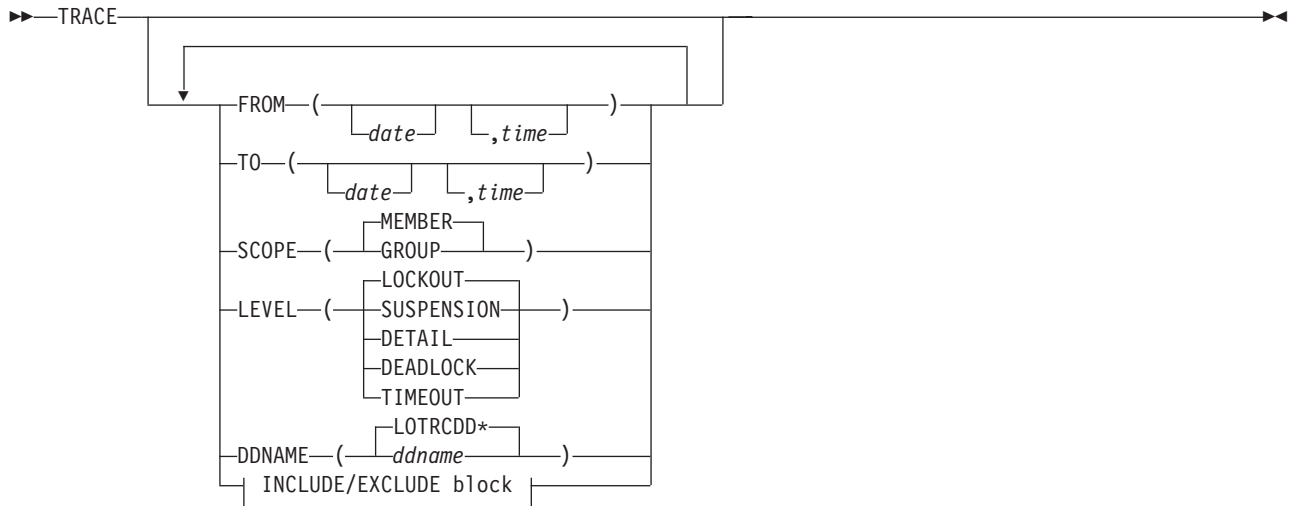 TRACE
FROM ( date ,time )
TO ( date ,time )
MEMBER
SCOPE ( GROUP )
LOCKOUT
LEVEL ( SUSPENSION )
DETAIL
DEADLOCK
TIMEOUT
LOTRCDD*
DDNAME ( ddname )
INCLUDE/EXCLUDE block